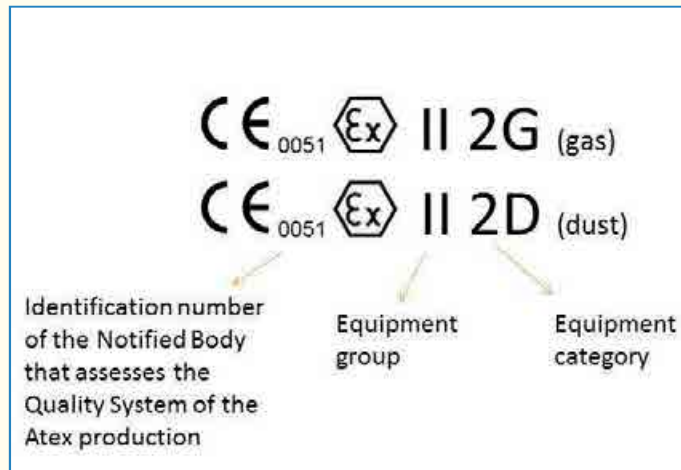 CE 0051 Ex II 2G (gas)
CE 0051 Ex II 2D (dust)
Identification number
of the Notified Body
that assesses the
Quality System of the
Atex production
Equipment
group
Equipment
category